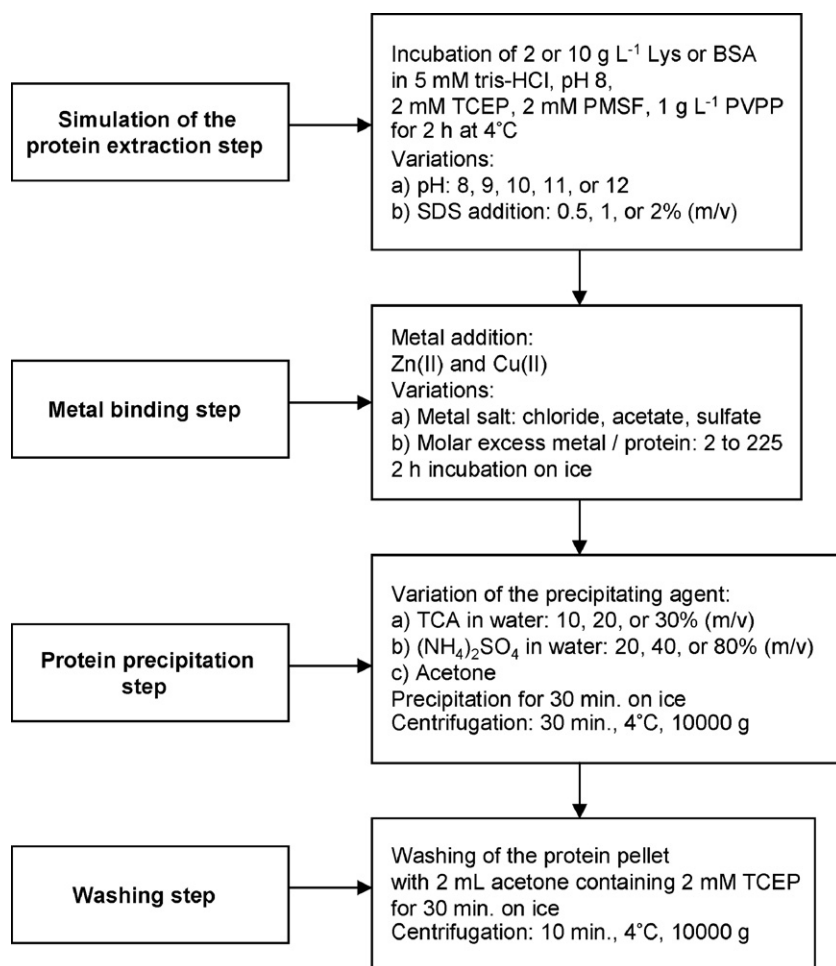 Simulation of the
protein extraction step
Incubation of 2 or 10 g L⁻¹ Lys or BSA
in 5 mM tris-HCl, pH 8,
2 mM TCEP, 2 mM PMSF, 1 g L⁻¹ PVPP
for 2 h at 4°C
Variations:
a) pH: 8, 9, 10, 11, or 12
b) SDS addition: 0.5, 1, or 2% (m/v)
Metal binding step
Metal addition:
Zn(II) and Cu(II)
Variations:
a) Metal salt: chloride, acetate, sulfate
b) Molar excess metal / protein: 2 to 225
2 h incubation on ice
Protein precipitation
step
Variation of the precipitating agent:
a) TCA in water: 10, 20, or 30% (m/v)
b) (NH₄)₂SO₄ in water: 20, 40, or 80% (m/v)
c) Acetone
Precipitation for 30 min. on ice
Centrifugation: 30 min., 4°C, 10000 g
Washing step
Washing of the protein pellet
with 2 mL acetone containing 2 mM TCEP
for 30 min. on ice
Centrifugation: 10 min., 4°C, 10000 g